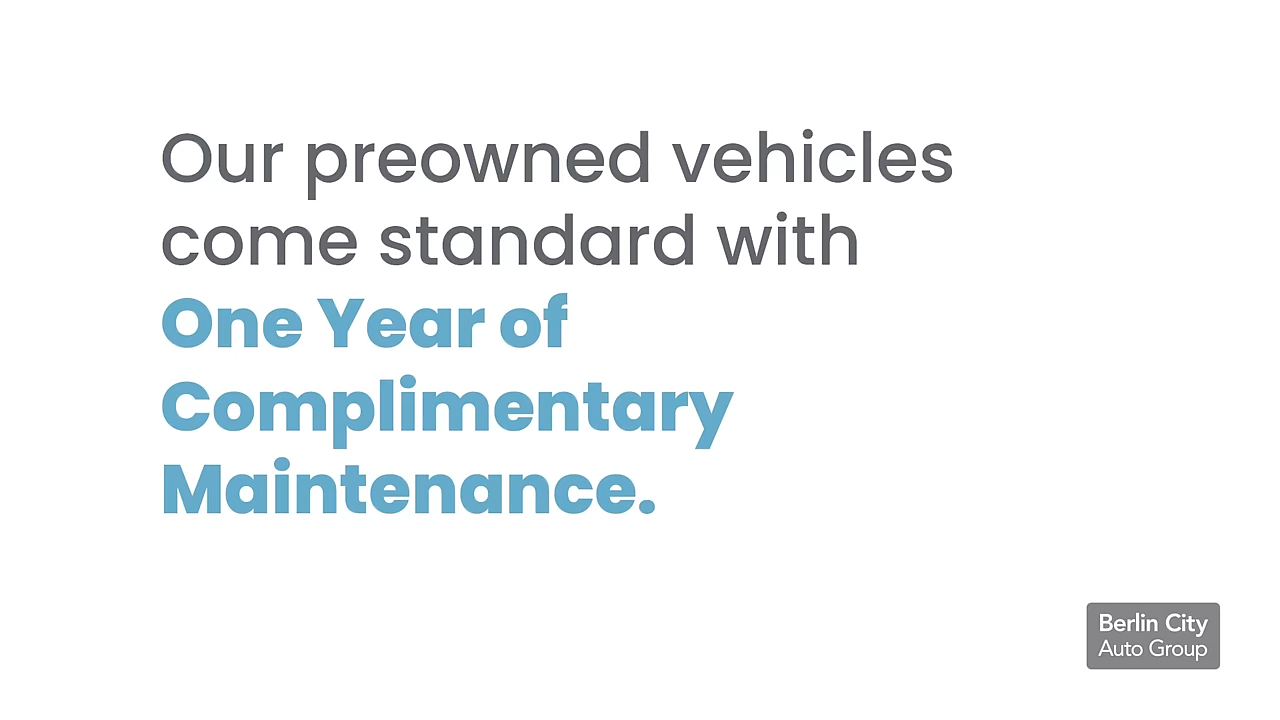 Our preowned vehicles
come standard with
One Year of
Complimentary
Maintenance.
Berlin City
Auto Group